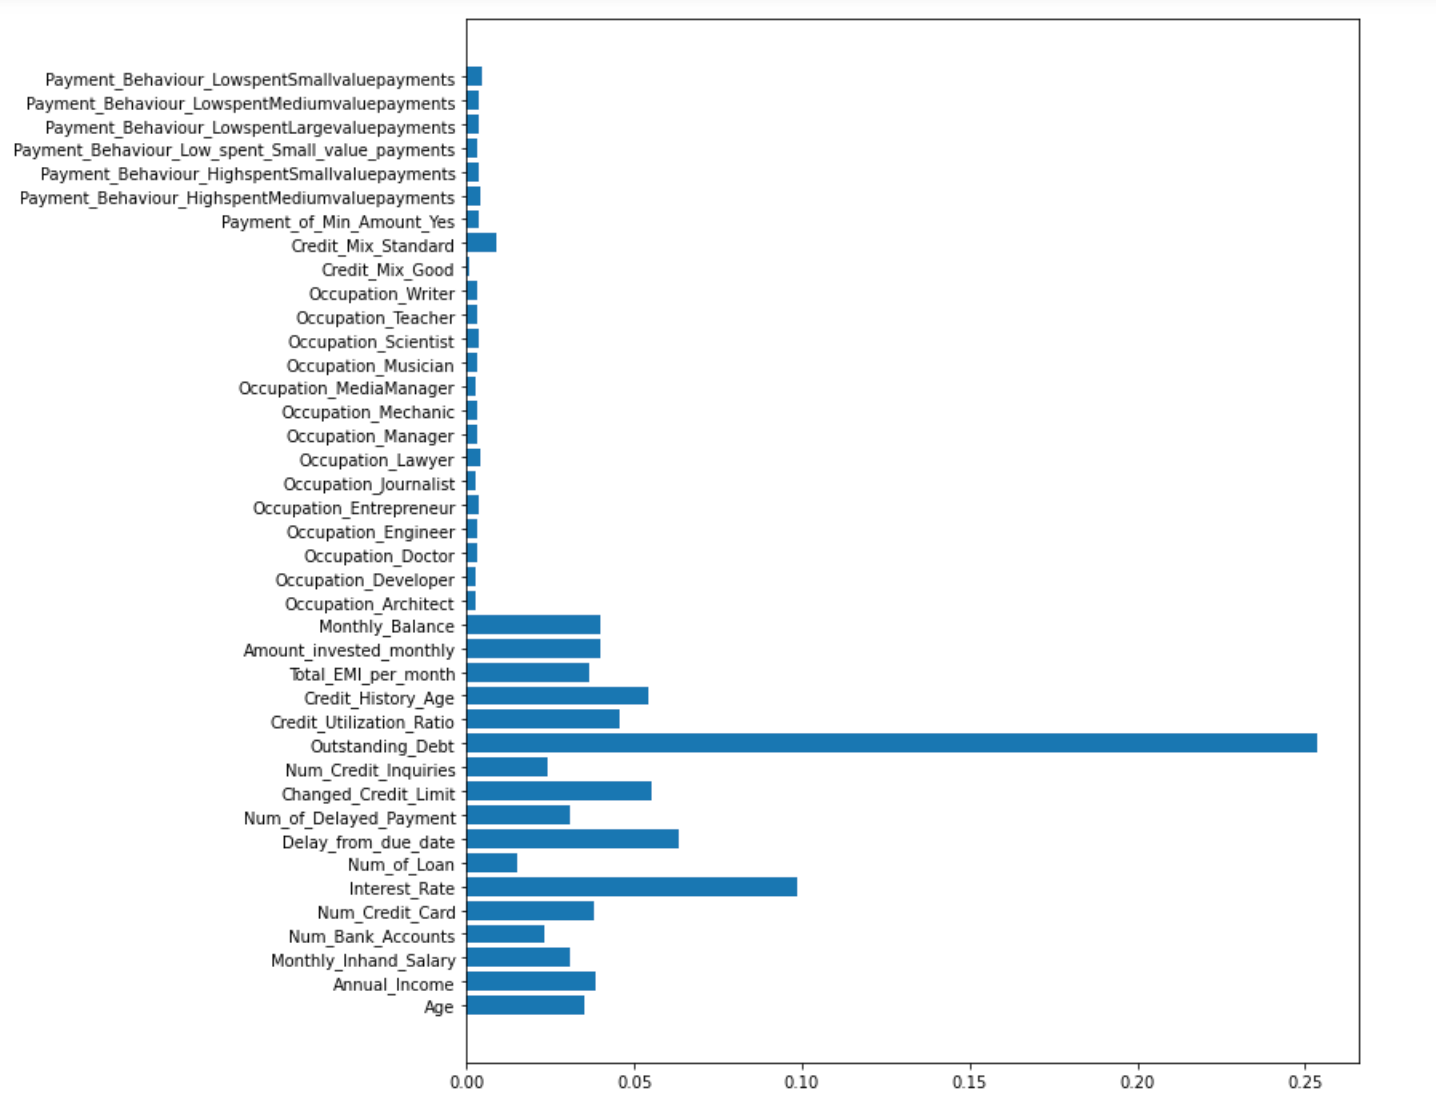 Payment_Behaviour_LowspentSmallvaluepayments
Payment_Behaviour_LowspentMediumvaluepayments
Payment_Behaviour_LowspentLargevaluepayments
Payment_Behaviour_Low_spent_Small_value_payments
Payment_Behaviour_HighspentSmallvaluepayments
Payment_Behaviour_HighspentMediumvaluepayments
Payment_of_Min_Amount_Yes
Credit_Mix_Standard
Credit_Mix_Good
Occupation_Writer
Occupation_Teacher
Occupation_Scientist
Occupation_Musician
Occupation_MediaManager
Occupation_Mechanic
Occupation_Manager
Occupation_Lawyer
Occupation_Journalist
Occupation_Entrepreneur
Occupation_Engineer
Occupation_Doctor
Occupation_Developer
Occupation_Architect
Monthly_Balance
Amount_invested_monthly
Total_EMI_per_month
Credit_History_Age
Credit_Utilization_Ratio
Outstanding_Debt
Num_Credit_Inquiries
Changed_Credit_Limit
Num_of_Delayed_Payment
Delay_from_due_date
Num_of_Loan
Interest_Rate
Num_Credit_Card
Num_Bank_Accounts
Monthly_Inhand_Salary
Annual_Income
Age
0.00 0.05 0.10 0.15 0.20 0.25